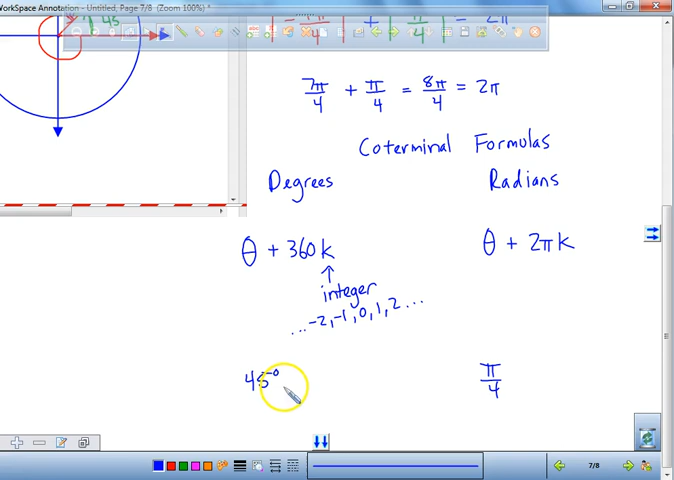 WorkSpace Annotation - [Untitled, Page 7/8 (Zoom 100%) *]
45
7π/4 + π/4 = 8π/4 = 2π
Coterminal Formulas
Degrees Radians
θ + 360k θ + 2πk
↑
integer
...-2,-1,0,1,2...
45° π/4
7/8